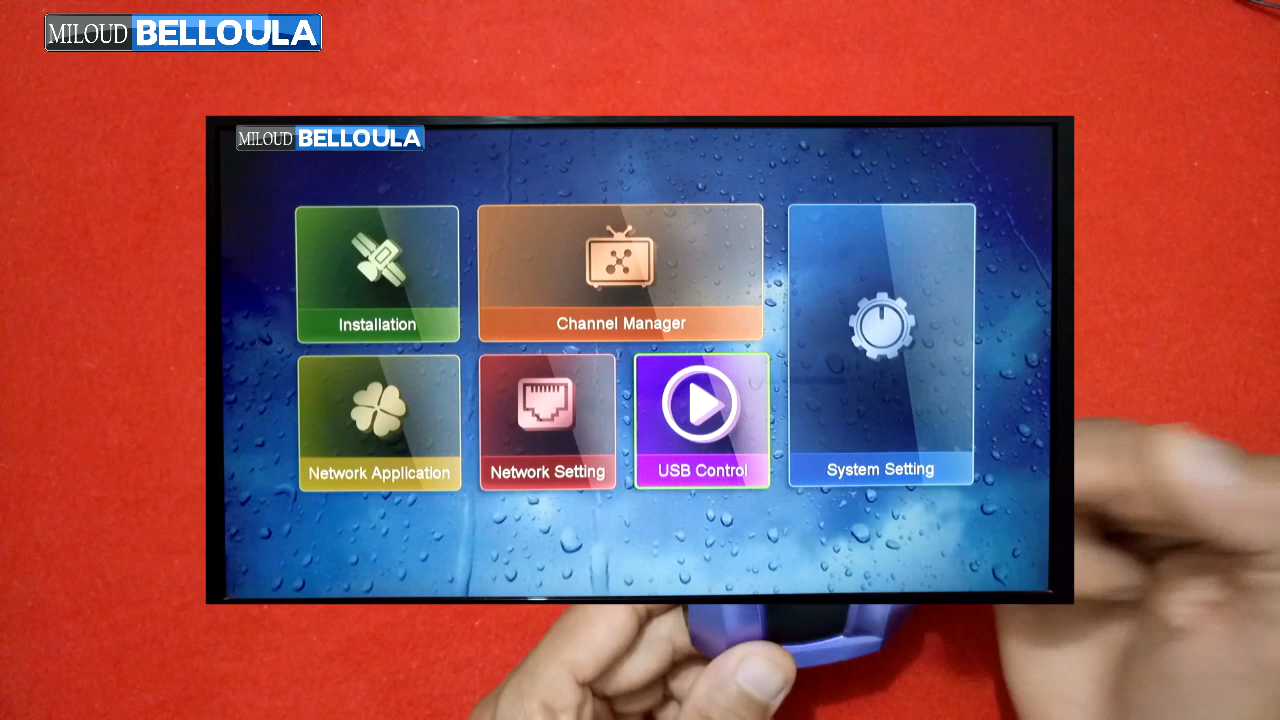 MILOUD BELLOULA
MILOUD BELLOULA
Installation
Channel Manager
Network Application
Network Setting
USB Control
System Setting